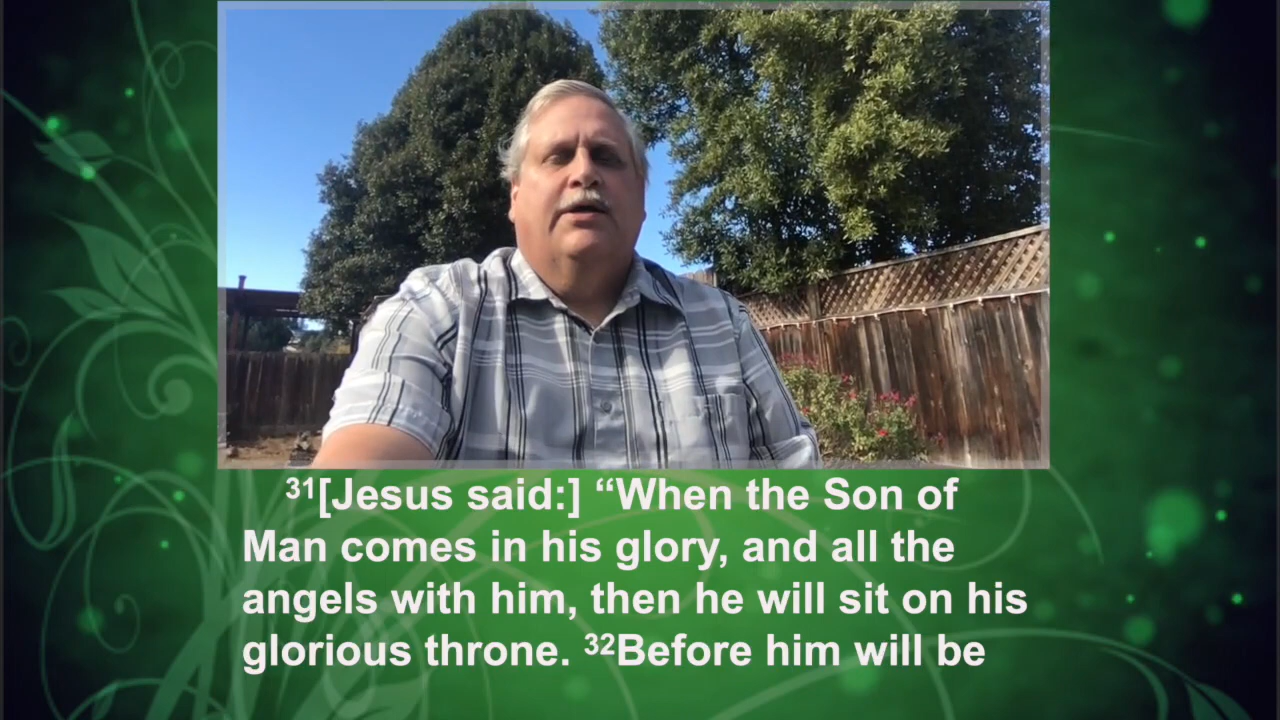 31[Jesus said:] “When the Son of
Man comes in his glory, and all the
angels with him, then he will sit on his
glorious throne. 32Before him will be